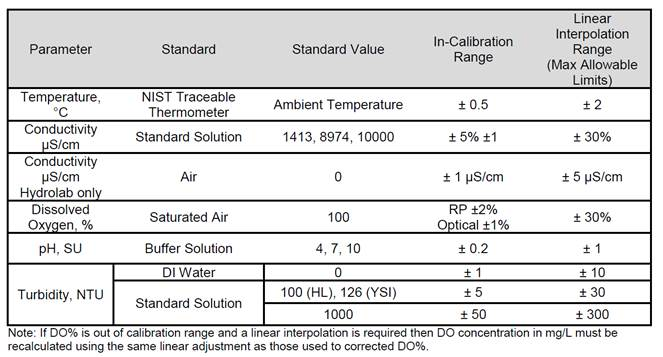 Parameter Standard Standard Value In-Calibration Range Linear Interpolation Range (Max Allowable Limits)
Temperature, °C NIST Traceable Thermometer Ambient Temperature ± 0.5 ± 2
Conductivity µS/cm Standard Solution 1413, 8974, 10000 ± 5% ±1 ± 30%
Conductivity µS/cm Hydrolab only Air 0 ± 1 µS/cm ± 5 µS/cm
Dissolved Oxygen, % Saturated Air 100 RP ±2% Optical ±1% ± 30%
pH, SU Buffer Solution 4, 7, 10 ± 0.2 ± 1
Turbidity, NTU DI Water 0 ± 1 ± 10
Standard Solution 100 (HL), 126 (YSI) ± 5 ± 30
1000 ± 50 ± 300
Note: If DO% is out of calibration range and a linear interpolation is required then DO concentration in mg/L must be
recalculated using the same linear adjustment as those used to corrected DO%.